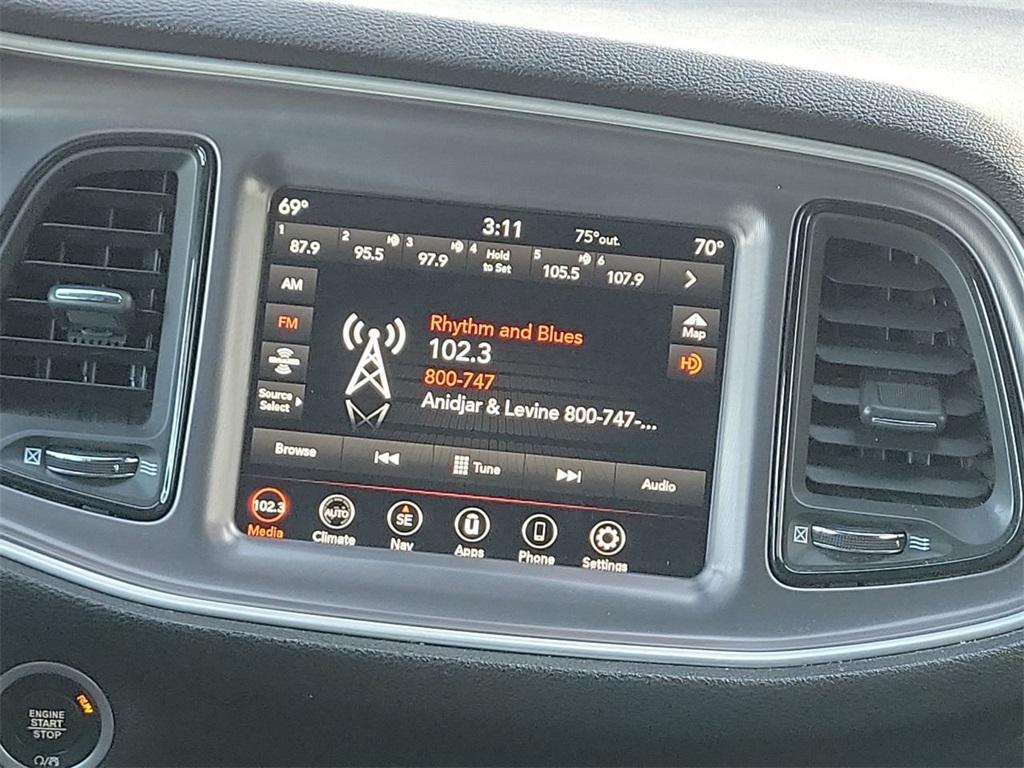 69° 3:11 75°out. 70°
1 87.9 2 95.5 3 97.9 4 Hold to Set 5 105.5 6 107.9
AM
FM
Source Select
Rhythm and Blues
102.3
800-747
Anidjar & Levine 800-747-...
Map
HD
Browse Tune Audio
102.3 AUTO SE U
Media Climate Nav Apps Phone Settings
RUN
ENGINE
START
STOP